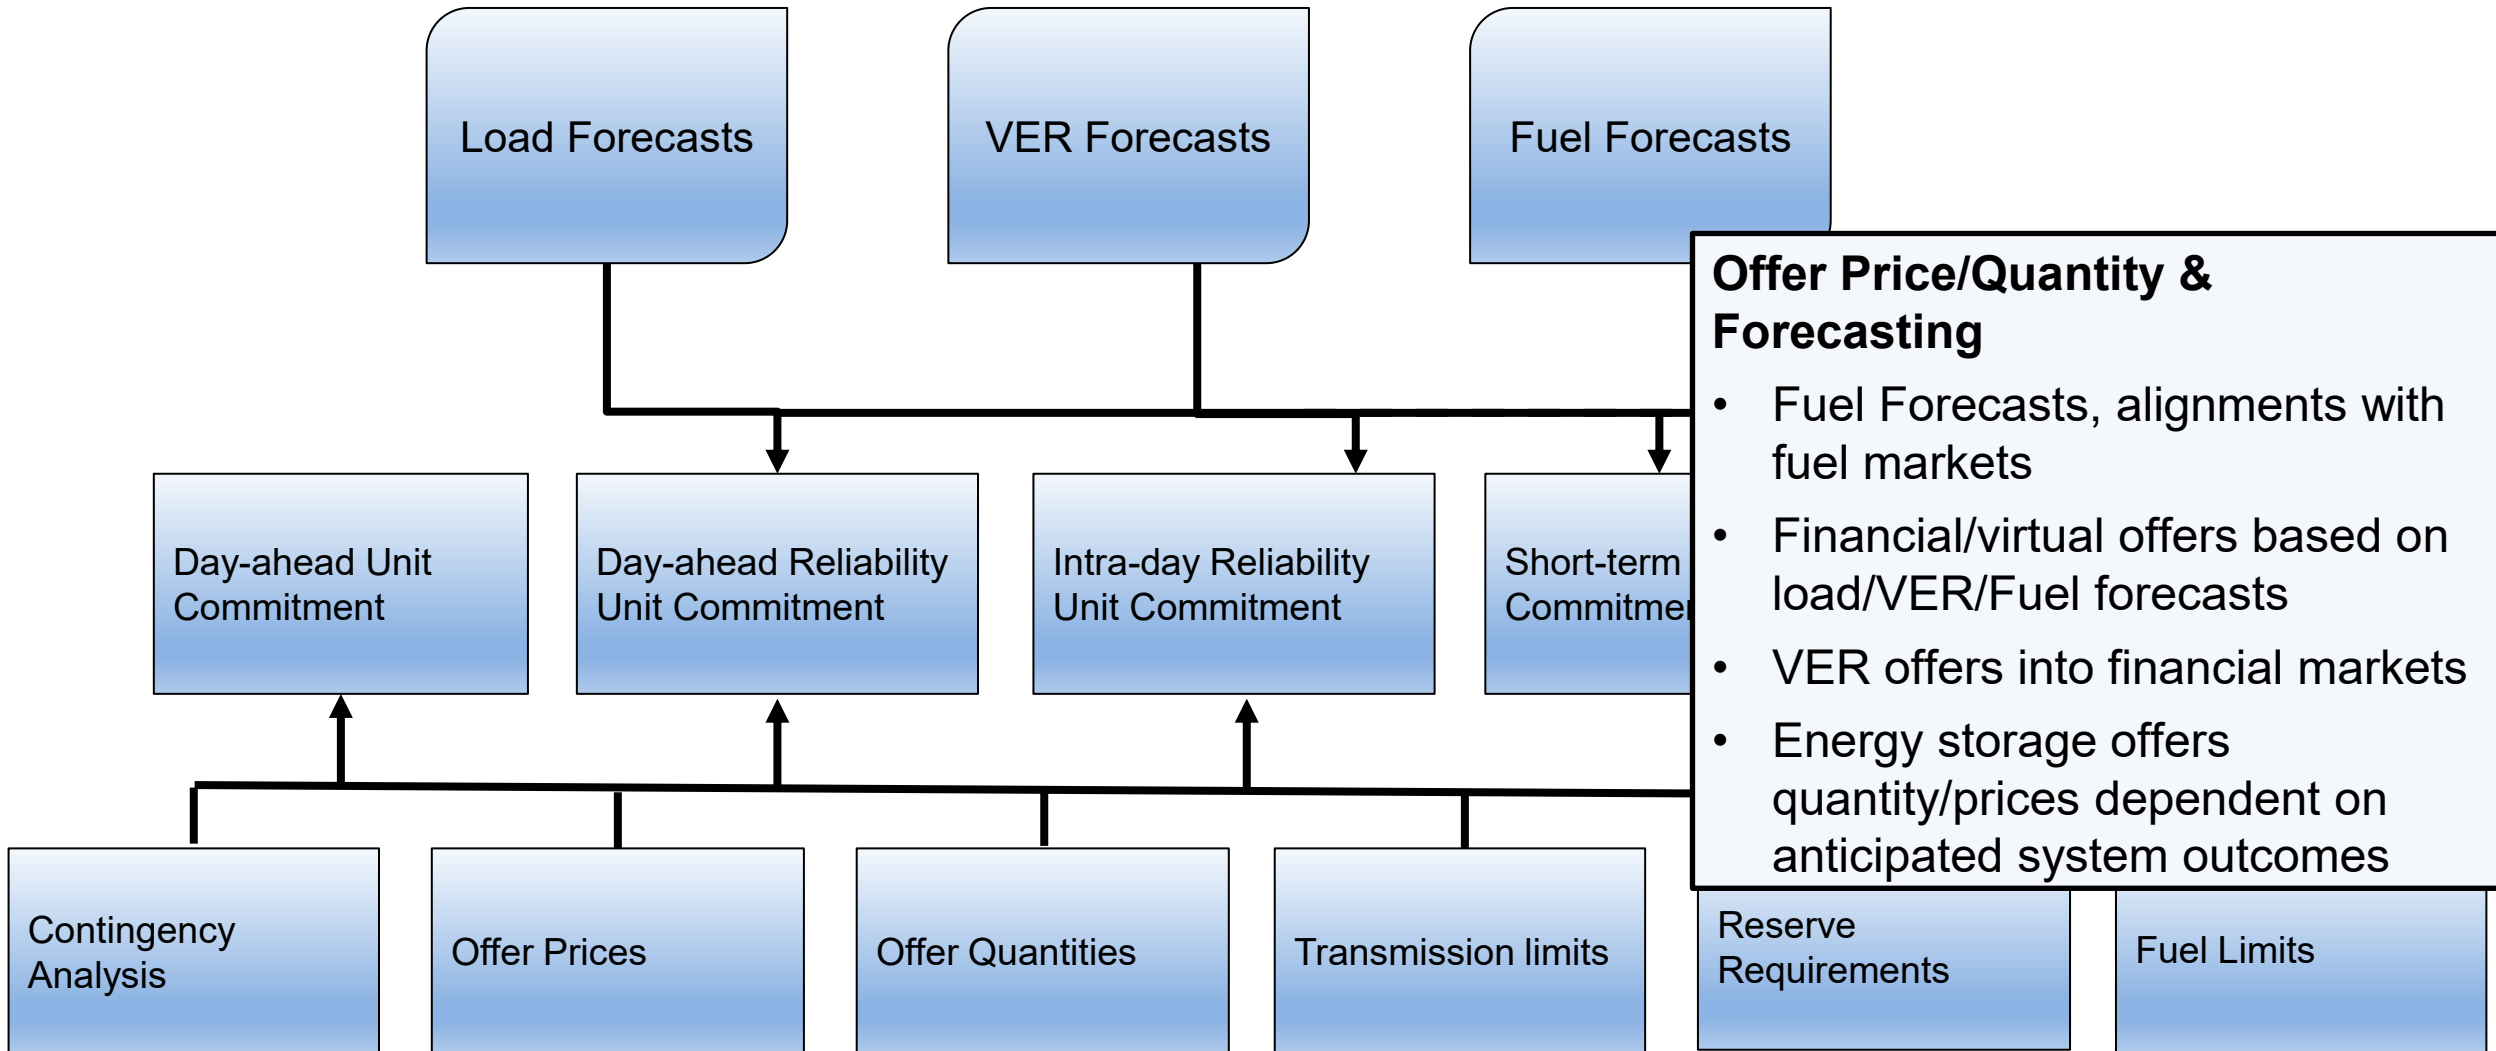 Load Forecasts
VER Forecasts
Fuel Forecasts
Offer Price/Quantity &
Forecasting
• Fuel Forecasts, alignments with
fuel markets
• Financial/virtual offers based on
load/VER/Fuel forecasts
• VER offers into financial markets
• Energy storage offers
quantity/prices dependent on
anticipated system outcomes
Day-ahead Unit
Commitment
Day-ahead Reliability
Unit Commitment
Intra-day Reliability
Unit Commitment
Short-term
Contingency
Analysis
Offer Prices
Offer Quantities
Transmission limits
Reserve
Requirements
Fuel Limits